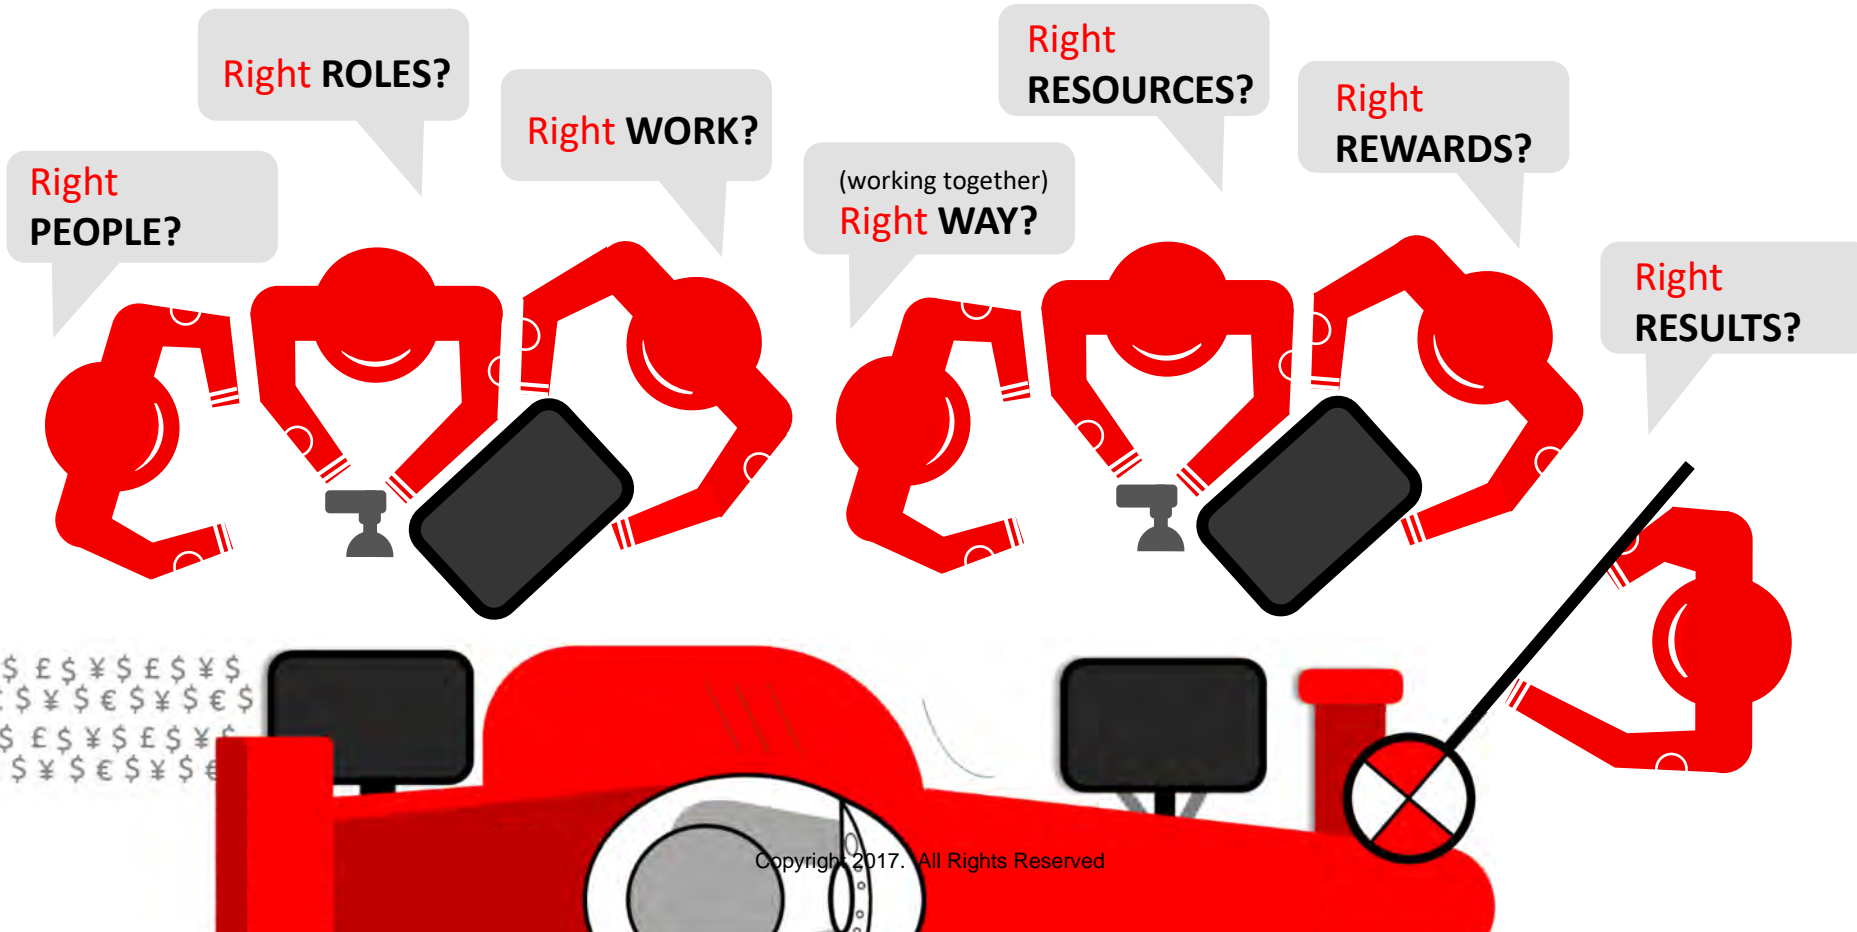 Right
PEOPLE?
Right ROLES?
Right WORK?
(working together)
Right WAY?
Right
RESOURCES?
Right
REWARDS?
Right
RESULTS?
$ £ $ ¥ $ £ $ ¥ $
$ ¥ $ € $ ¥ $ € $
$ £ $ ¥ $ £ $ ¥ $
$ ¥ $ € $ ¥ $ €
Copyright 2017. All Rights Reserved